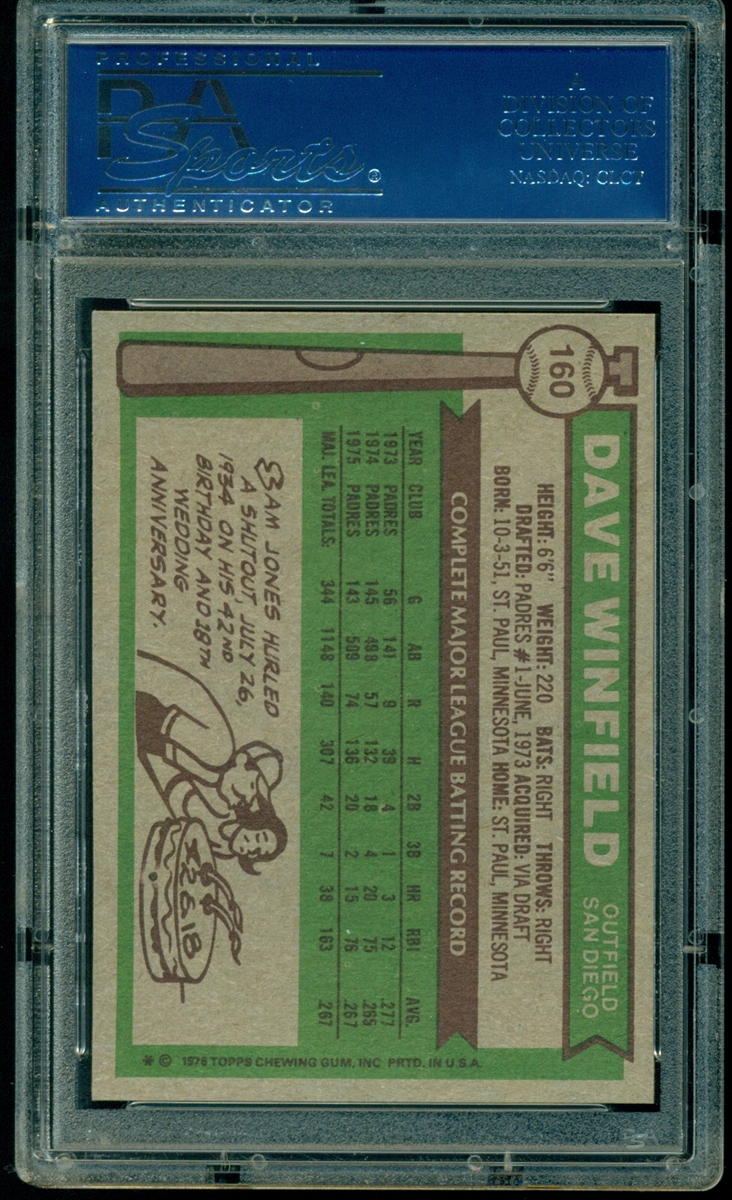 PROFESSIONAL
PSA
Sports®
AUTHENTICATOR
A
DIVISION OF
COLLECTORS
UNIVERSE
NASDAQ: CLCT
160
DAVE WINFIELD
OUTFIELD
SAN DIEGO
HEIGHT: 6'6" WEIGHT: 220 BATS: RIGHT THROWS: RIGHT
DRAFTED: PADRES #1-JUNE, 1973 ACQUIRED: VIA DRAFT
BORN: 10-3-51, ST. PAUL, MINNESOTA HOME: ST. PAUL, MINNESOTA
COMPLETE MAJOR LEAGUE BATTING RECORD
YEAR CLUB G AB R H 2B 3B HR RBI AVG.
1973 PADRES 56 141 9 39 4 1 3 12 .277
1974 PADRES 145 498 57 132 18 4 20 75 .265
1975 PADRES 143 509 74 136 20 2 15 76 .267
MAJ. LEA. TOTALS: 344 1148 140 307 42 7 38 163 .267
SAM JONES HURLED
A SHUTOUT, JULY 26,
1934 ON HIS 42ND
BIRTHDAY AND 18TH
WEDDING
ANNIVERSARY.
* © 1976 TOPPS CHEWING GUM, INC PRTD. IN U.S.A.
PSA